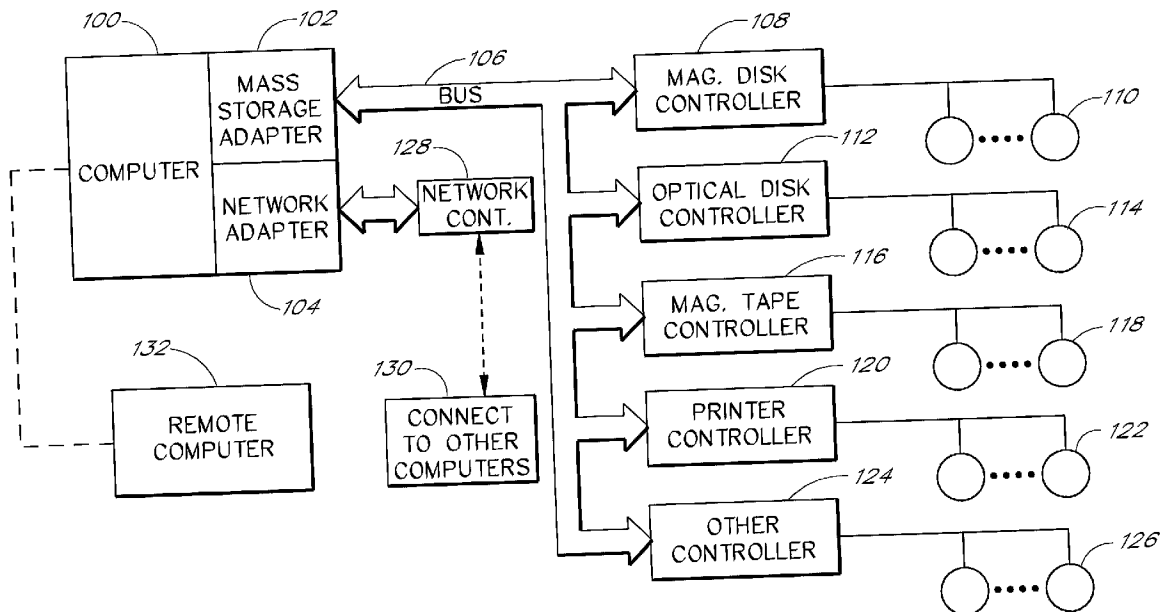 100
102
106
108
MASS
STORAGE
ADAPTER
BUS
MAG. DISK
CONTROLLER
110
COMPUTER
128
112
NETWORK
ADAPTER
NETWORK
CONT.
OPTICAL DISK
CONTROLLER
114
104
116
MAG. TAPE
CONTROLLER
118
132
130
120
REMOTE
COMPUTER
CONNECT
TO OTHER
COMPUTERS
PRINTER
CONTROLLER
122
124
OTHER
CONTROLLER
126